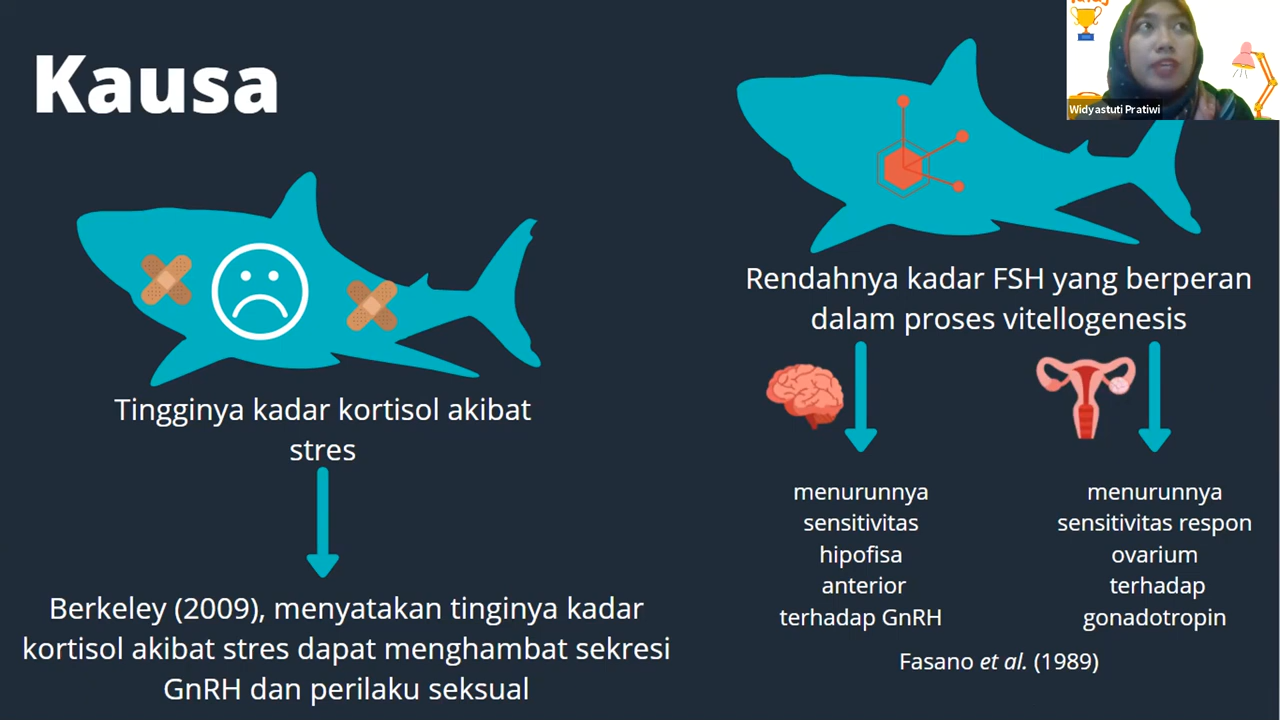 Kausa
Tingginya kadar kortisol akibat
stres
Berkeley (2009), menyatakan tinginya kadar
kortisol akibat stres dapat menghambat sekresi
GnRH dan perilaku seksual
Widyastuti Pratiwi
Rendahnya kadar FSH yang berperan
dalam proses vitellogenesis
menurunnya
sensitivitas
hipofisa
anterior
terhadap GnRH
menurunnya
sensitivitas respon
ovarium
terhadap
gonadotropin
Fasano et al. (1989)